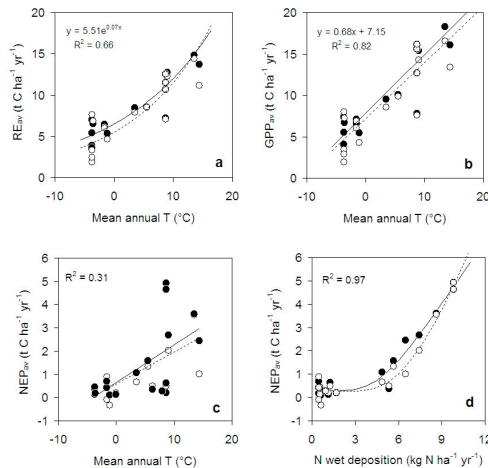 y = 5.51e^0.07x
R² = 0.66
RE_av (t C ha⁻¹ yr⁻¹)
20
15
10
5
0
-10 0 10 20
Mean annual T (°C)
a
y = 0.68x + 7.15
R² = 0.82
GPP_av (t C ha⁻¹ yr⁻¹)
20
15
10
5
0
-10 0 10 20
Mean annual T (°C)
b
R² = 0.31
NEP_av (t C ha⁻¹ yr⁻¹)
6
5
4
3
2
1
0
-1
-10 0 10 20
Mean annual T (°C)
c
R² = 0.97
NEP_av (t C ha⁻¹ yr⁻¹)
6
5
4
3
2
1
0
-1
0 3 6 9 12
N wet deposition (kg N ha⁻¹ yr⁻¹)
d